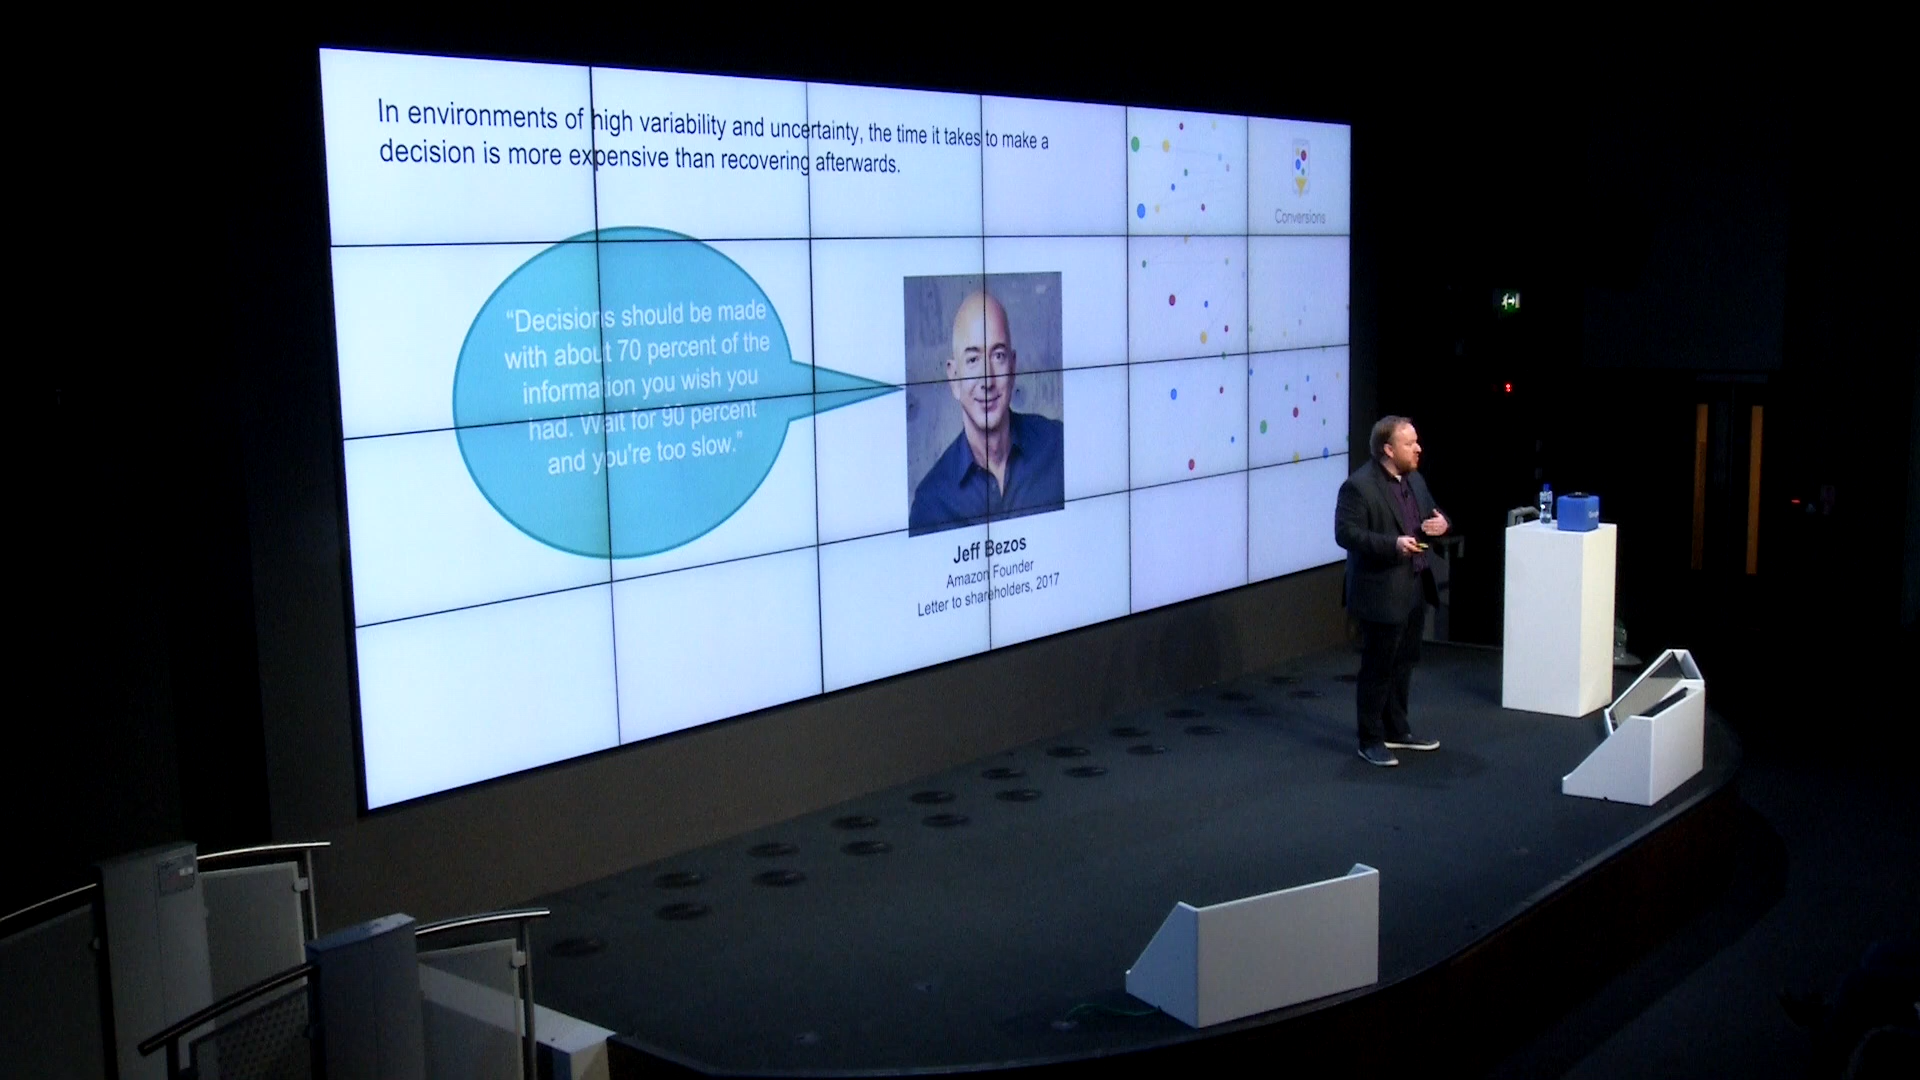 In environments of high variability and uncertainty, the time it takes to make a
decision is more expensive than recovering afterwards.
Conversions
“Decisions should be made
with about 70 percent of the
information you wish you
had. Wait for 90 percent
and you're too slow.”
Jeff Bezos
Amazon Founder
Letter to shareholders, 2017